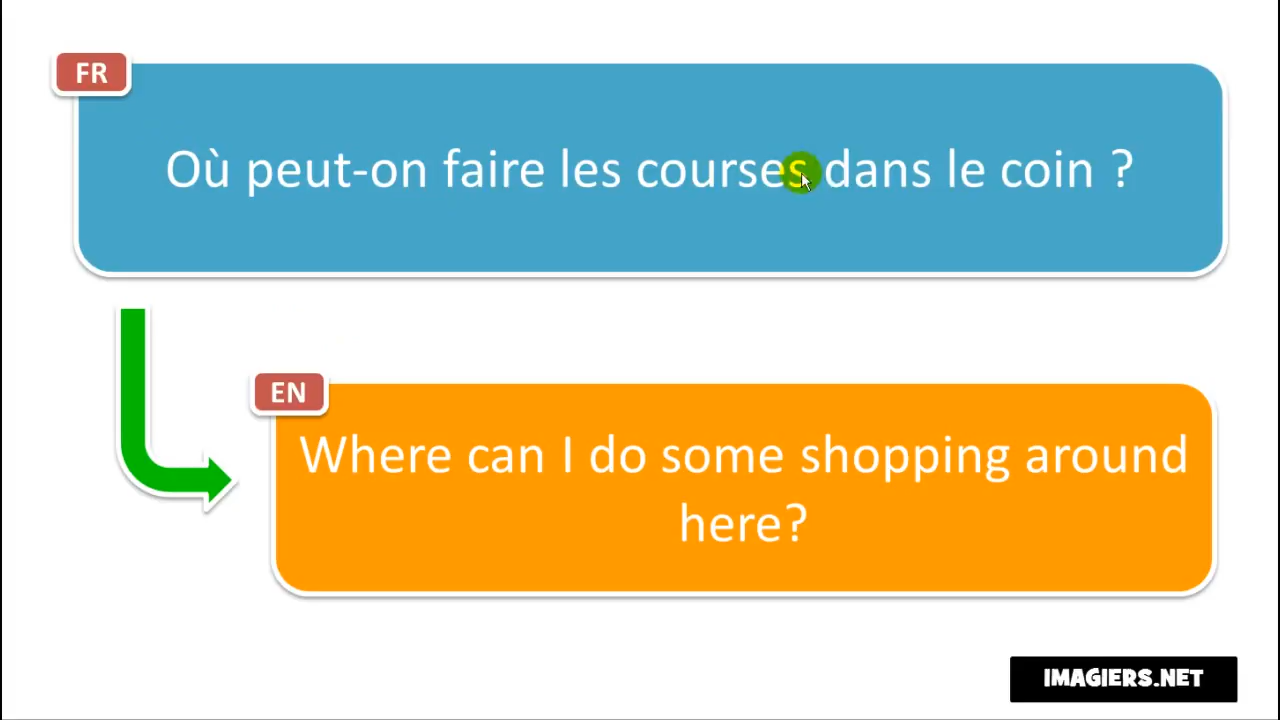 FR
Où peut-on faire les courses dans le coin ?
EN
Where can I do some shopping around
here?
IMAGIERS.NET